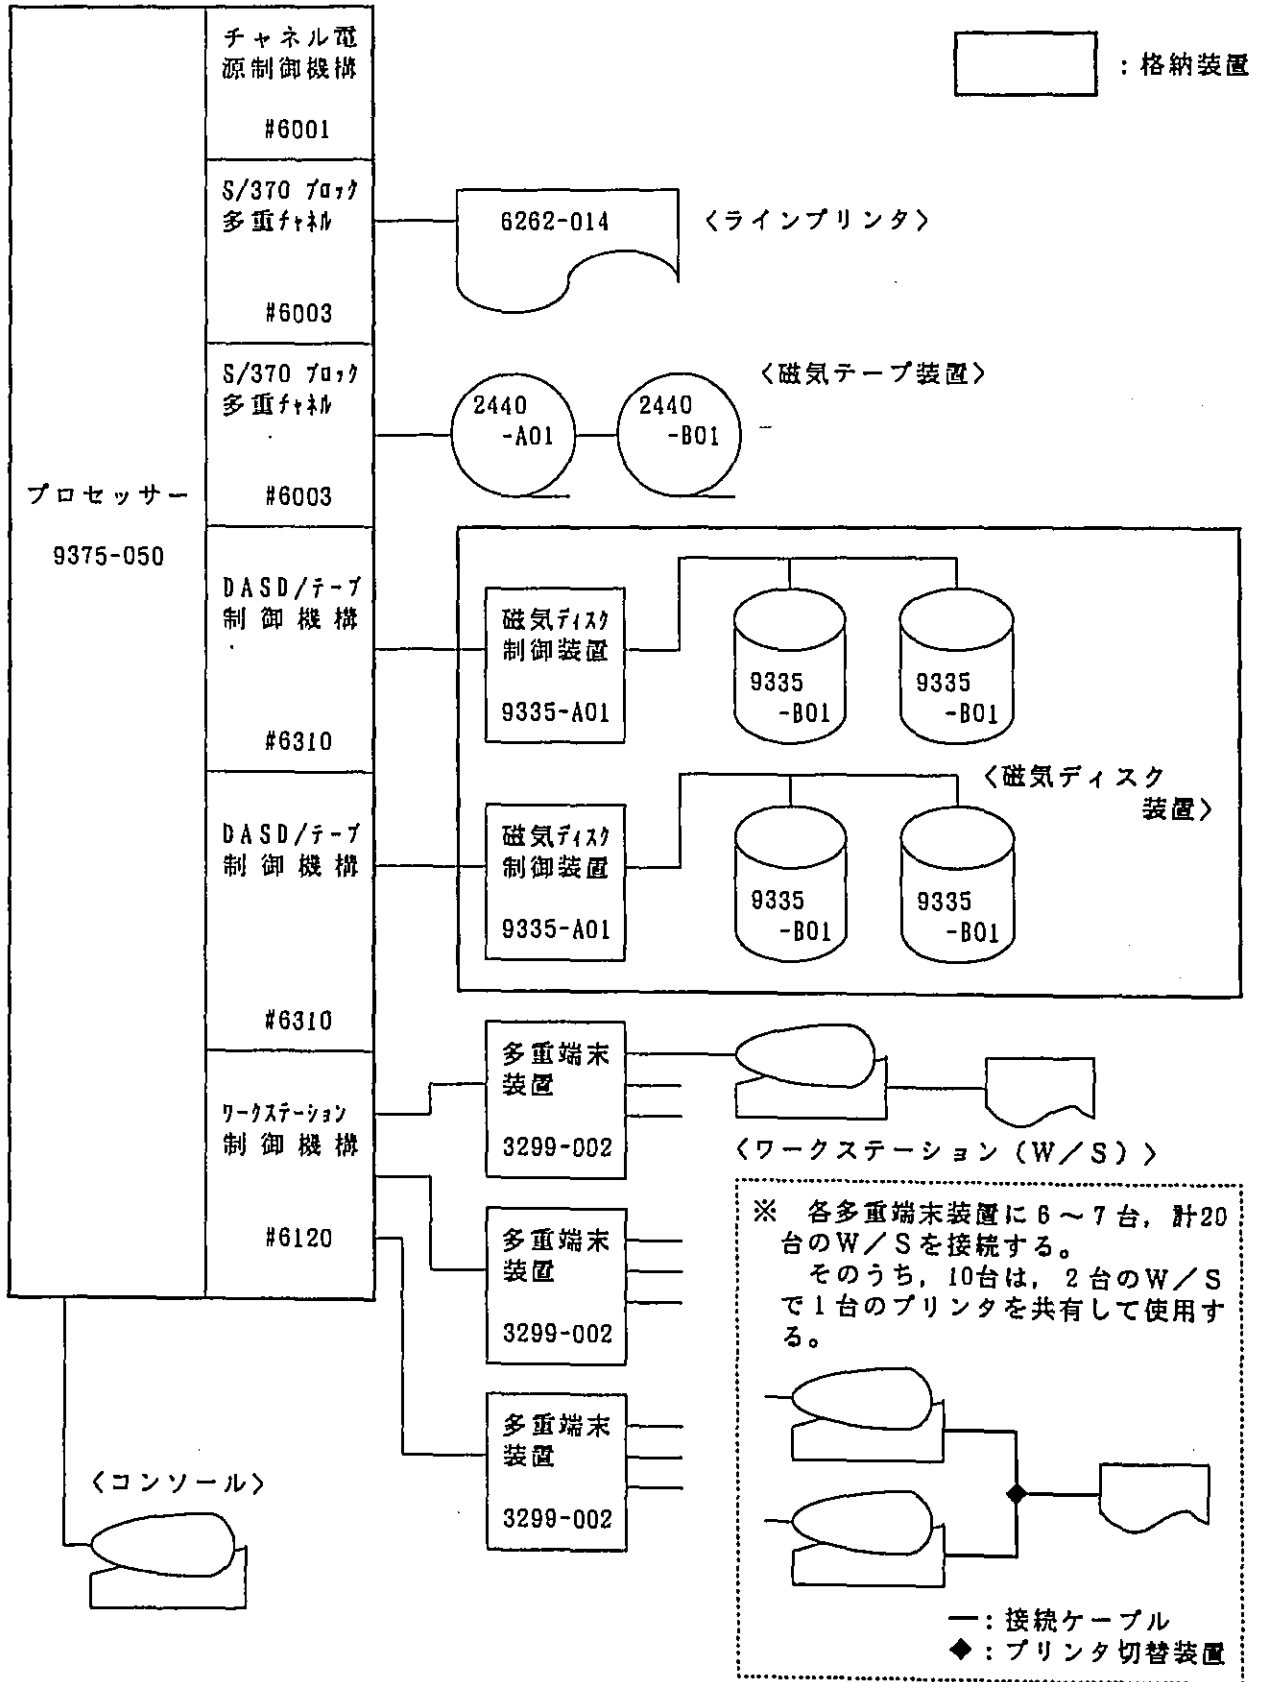 チャネル電
源制御機構
#6001
：格納装置
S/370 ブロック
多重チャネル
#6003
6262-014
〈ラインプリンタ〉
S/370 ブロック
多重チャネル
#6003
2440
-A01
2440
-B01
〈磁気テープ装置〉
プロセッサー
9375-050
DASD/テープ
制御機構
#6310
磁気ディスク
制御装置
9335-A01
9335
-B01
9335
-B01
〈磁気ディスク
装置〉
DASD/テープ
制御機構
#6310
磁気ディスク
制御装置
9335-A01
9335
-B01
9335
-B01
ワークステーション
制御機構
#6120
多重端末
装置
3299-002
〈ワークステーション（W／S）〉
多重端末
装置
3299-002
多重端末
装置
3299-002
※　各多重端末装置に6～7台，計20
台のW／Sを接続する。
そのうち，10台は，2台のW／S
で1台のプリンタを共有して使用す
る。
―：接続ケーブル
◆：プリンタ切替装置
〈コンソール〉